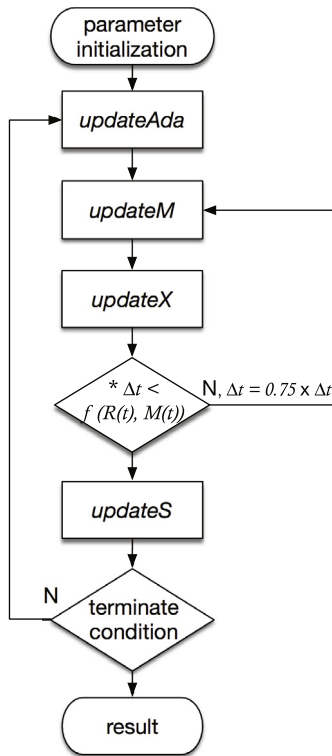 parameter
initialization
updateAda
updateM
updateX
* Δt <
f (R(t), M(t))
N, Δt = 0.75 x Δt
updateS
N
terminate
condition
result